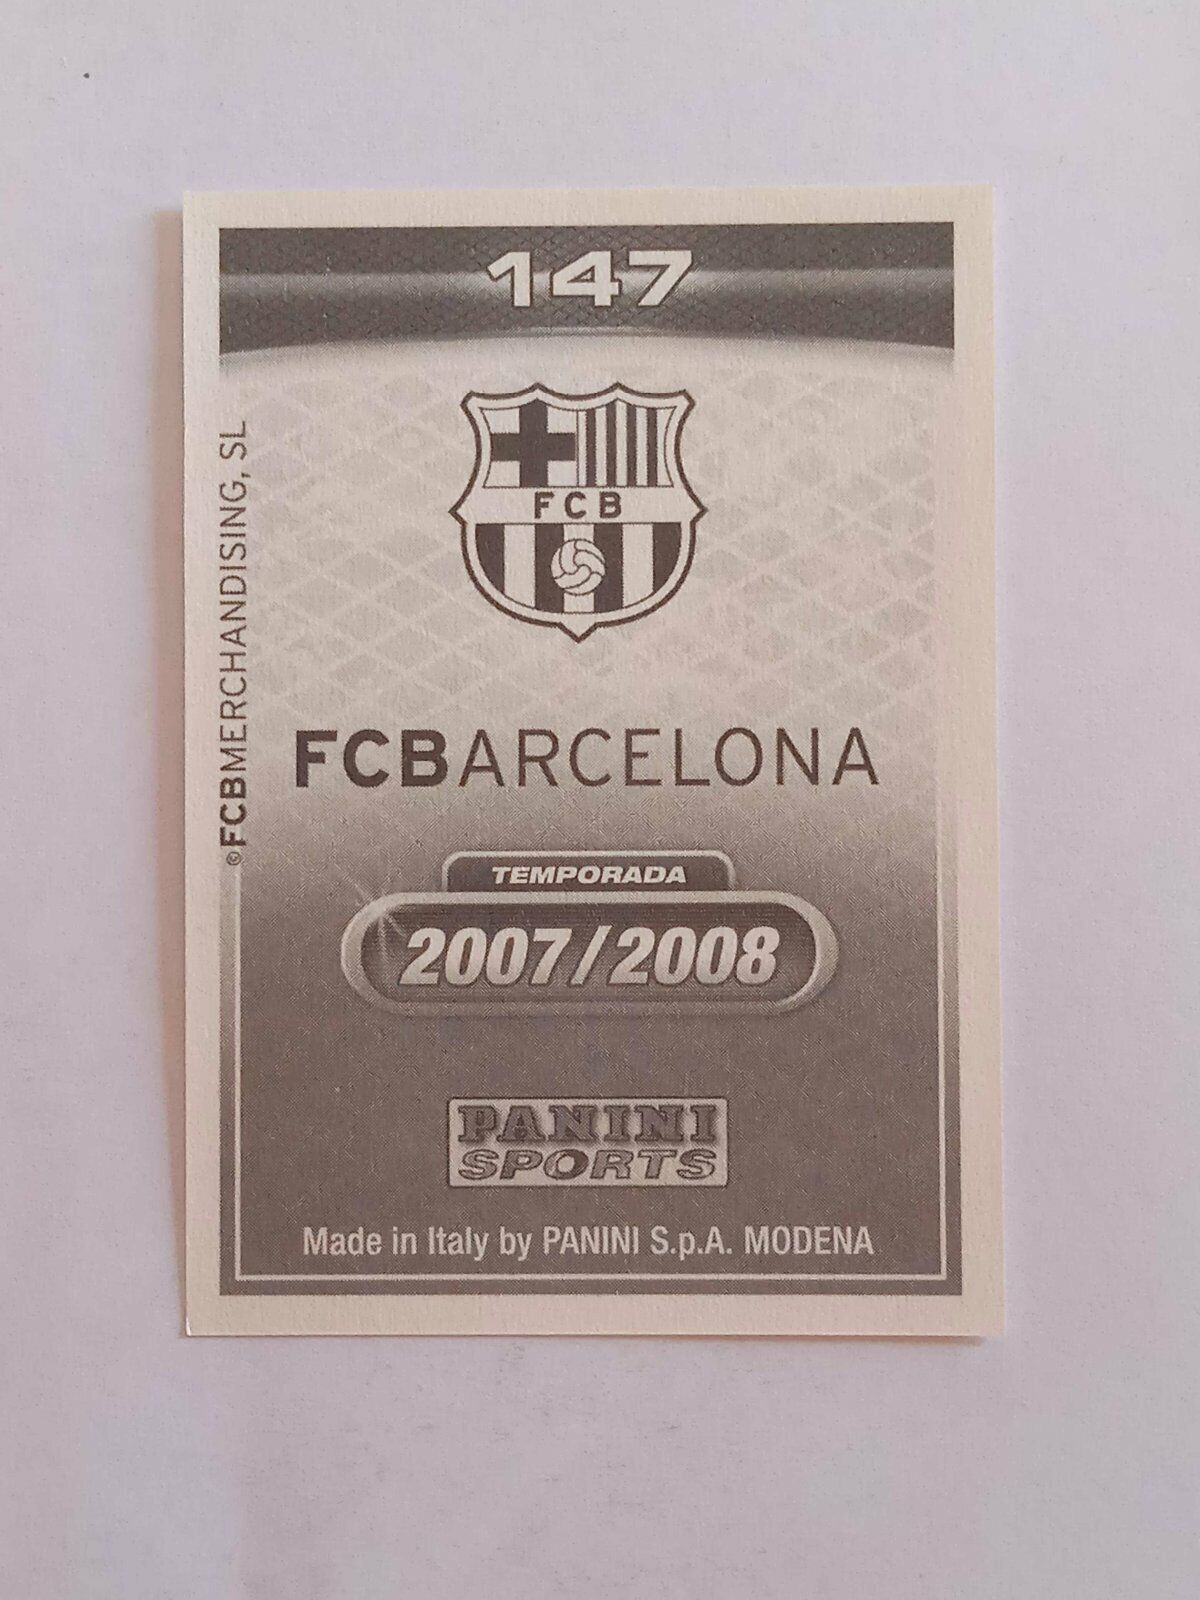 147
FCB
FCBARCELONA
©FCBMERCHANDISING, SL
TEMPORADA
2007/2008
PANINI
SPORTS
Made in Italy by PANINI S.p.A. MODENA